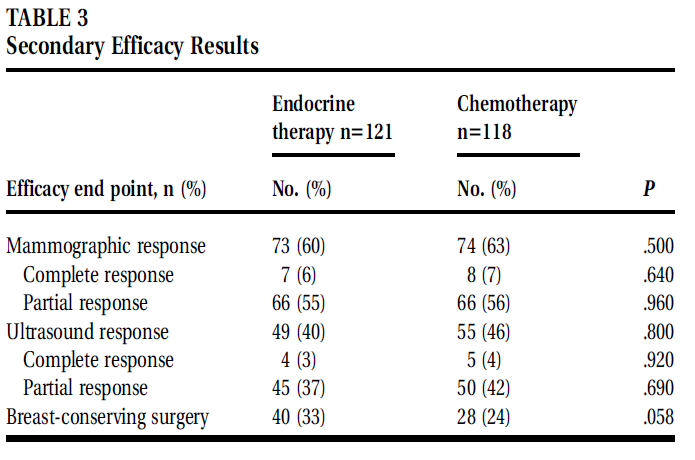 TABLE 3
Secondary Efficacy Results
Endocrine therapy n=121 Chemotherapy n=118
Efficacy end point, n (%) No. (%) No. (%) P
Mammographic response 73 (60) 74 (63) .500
Complete response 7 (6) 8 (7) .640
Partial response 66 (55) 66 (56) .960
Ultrasound response 49 (40) 55 (46) .800
Complete response 4 (3) 5 (4) .920
Partial response 45 (37) 50 (42) .690
Breast-conserving surgery 40 (33) 28 (24) .058